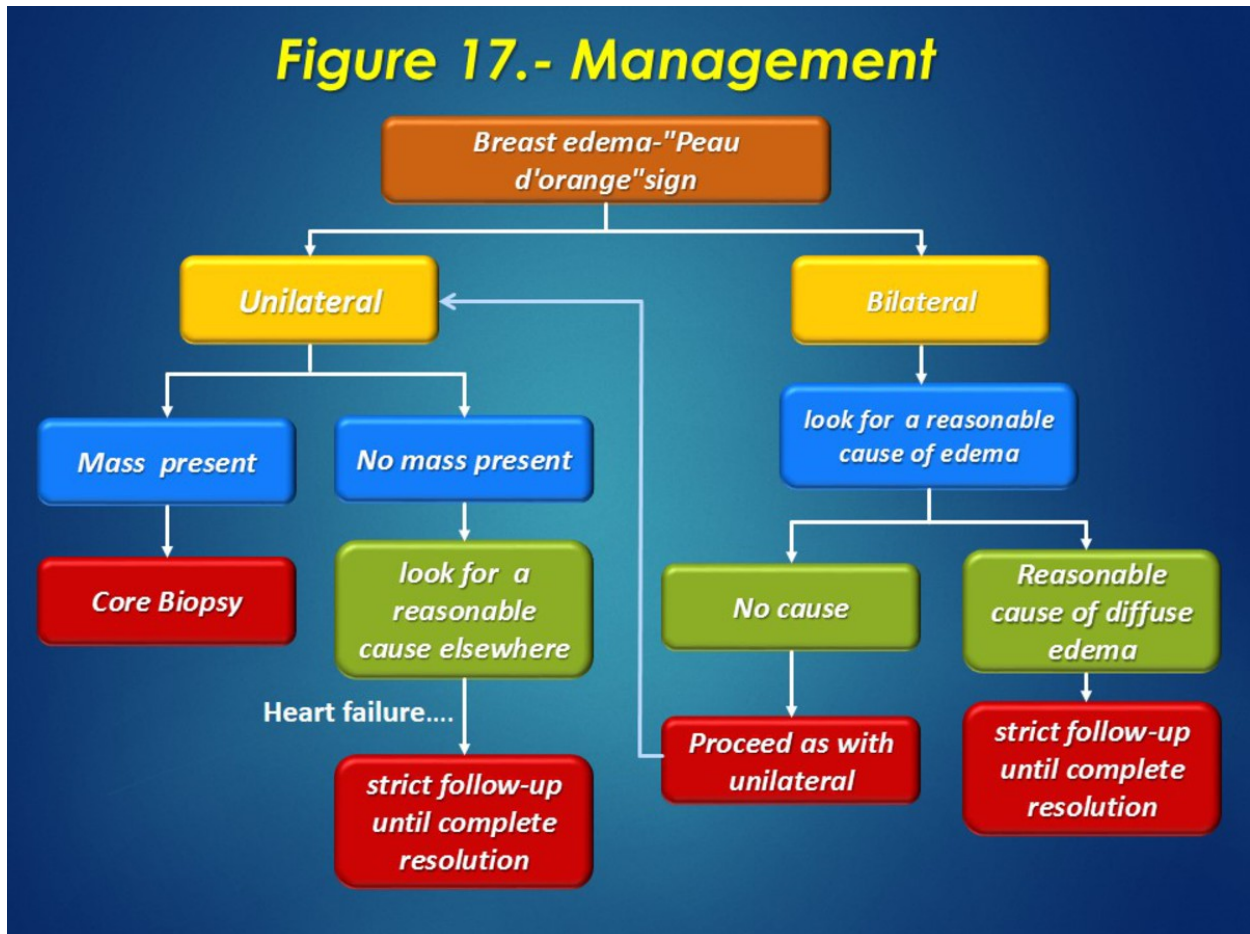 Figure 17.- Management
Breast edema-"Peau
d'orange"sign
Unilateral
Bilateral
Mass present
No mass present
look for a reasonable
cause of edema
Core Biopsy
look for a
reasonable
cause elsewhere
No cause
Reasonable
cause of diffuse
edema
Heart failure....
strict follow-up
until complete
resolution
Proceed as with
unilateral
strict follow-up
until complete
resolution